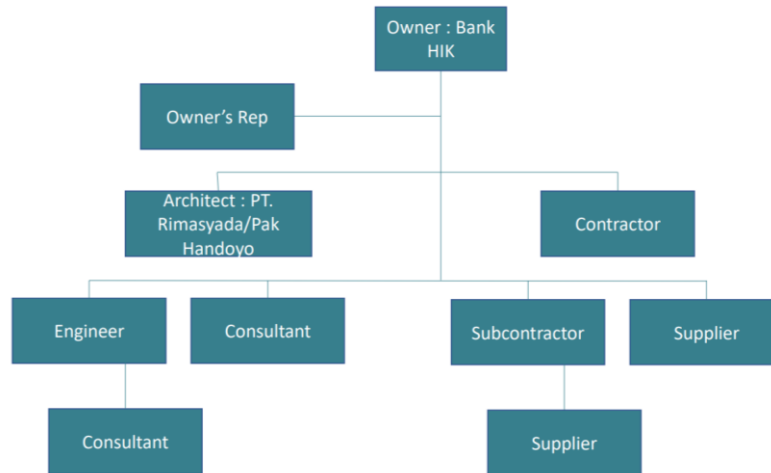 Owner : Bank
HIK
Owner’s Rep
Architect : PT.
Rimasyada/Pak
Handoyo
Contractor
Engineer
Consultant
Subcontractor
Supplier
Consultant
Supplier